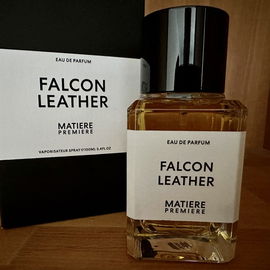 EAU DE PARFUM
FALCON
LEATHER
MATIERE
PREMIERE
VAPORISATEUR SPRAY 100ML 3.4FL.OZ
EAU DE PARFUM
FALCON
LEATHER
MATIERE
PREMIERE